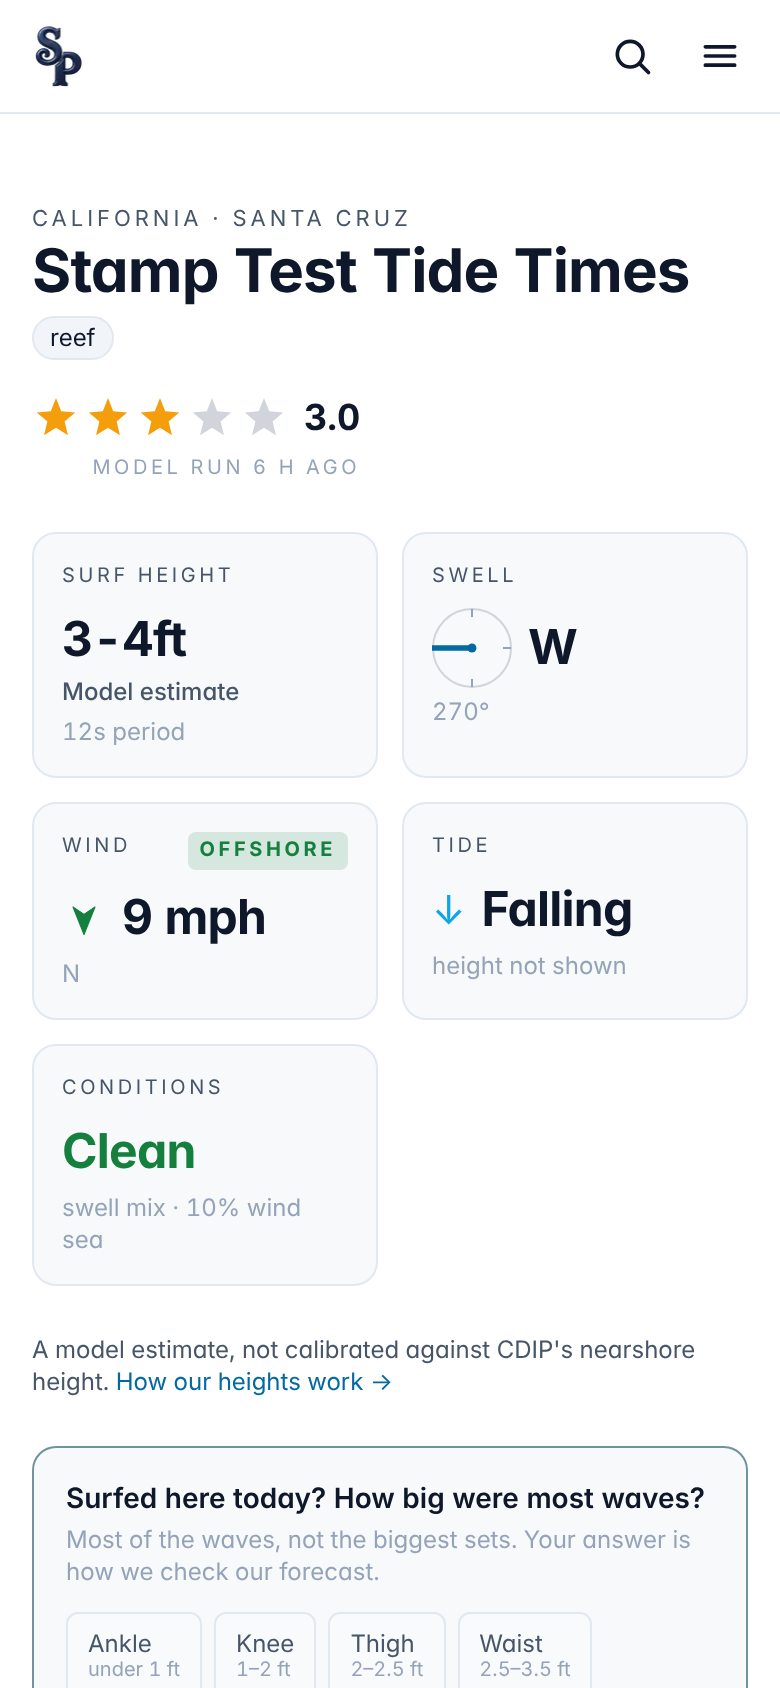 SP
CALIFORNIA · SANTA CRUZ
Stamp Test Tide Times
reef
3.0
MODEL RUN 6 H AGO
SURF HEIGHT
3-4ft
Model estimate
12s period
SWELL
W
270°
WIND
OFFSHORE
9 mph
N
TIDE
Falling
height not shown
CONDITIONS
Clean
swell mix · 10% wind
sea
A model estimate, not calibrated against CDIP's nearshore
height. How our heights work →
Surfed here today? How big were most waves?
Most of the waves, not the biggest sets. Your answer is
how we check our forecast.
Ankle
under 1 ft
Knee
1–2 ft
Thigh
2–2.5 ft
Waist
2.5–3.5 ft